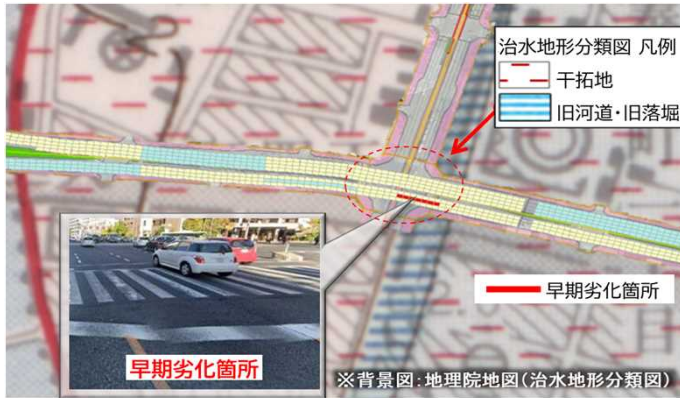 治水地形分類図 凡例
干拓地
旧河道・旧落堀
早期劣化箇所
早期劣化箇所
※背景図:地理院地図(治水地形分類図)